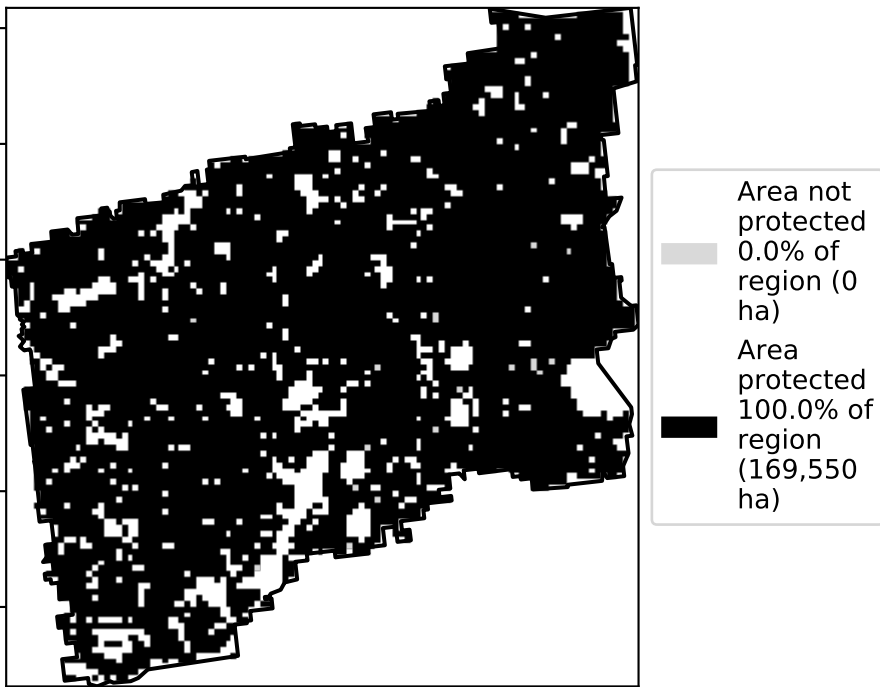 Area not
protected
0.0% of
region (0
ha)
Area
protected
100.0% of
region
(169,550
ha)